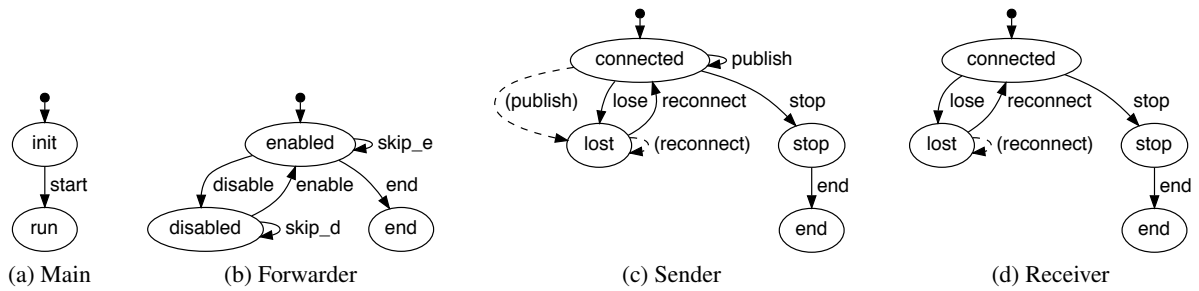 init
start
run
(a) Main
enabled
skip_e
disable
enable
end
disabled
skip_d
end
(b) Forwarder
connected
publish
(publish)
lose
reconnect
stop
lost
(reconnect)
stop
end
end
(c) Sender
connected
lose
reconnect
stop
lost
(reconnect)
stop
end
end
(d) Receiver